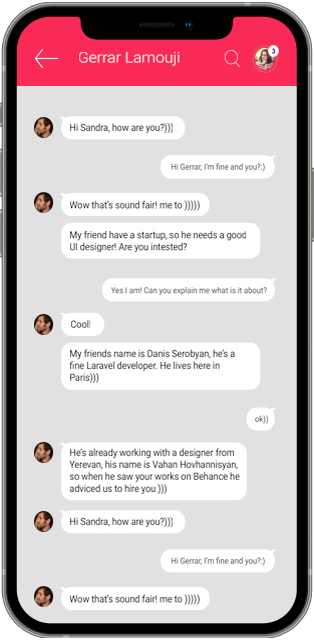 Gerrar Lamouji
3
Hi Sandra, how are you?)))
Hi Gerrar, I'm fine and you?:)
Wow that's sound fair! me to )))))
My friend have a startup, so he needs a good
UI designer! Are you intested?
Yes I am! Can you explain me what is it about?
Cool!
My friends name is Danis Serobyan, he's a
fine Laravel developer. He lives here in
Paris)))
ok))
He's already working with a designer from
Yerevan, his name is Vahan Hovhannisyan,
so when he saw your works on Behance he
adviced us to hire you )))
Hi Sandra, how are you?)))
Hi Gerrar, I'm fine and you?:)
Wow that's sound fair! me to )))))